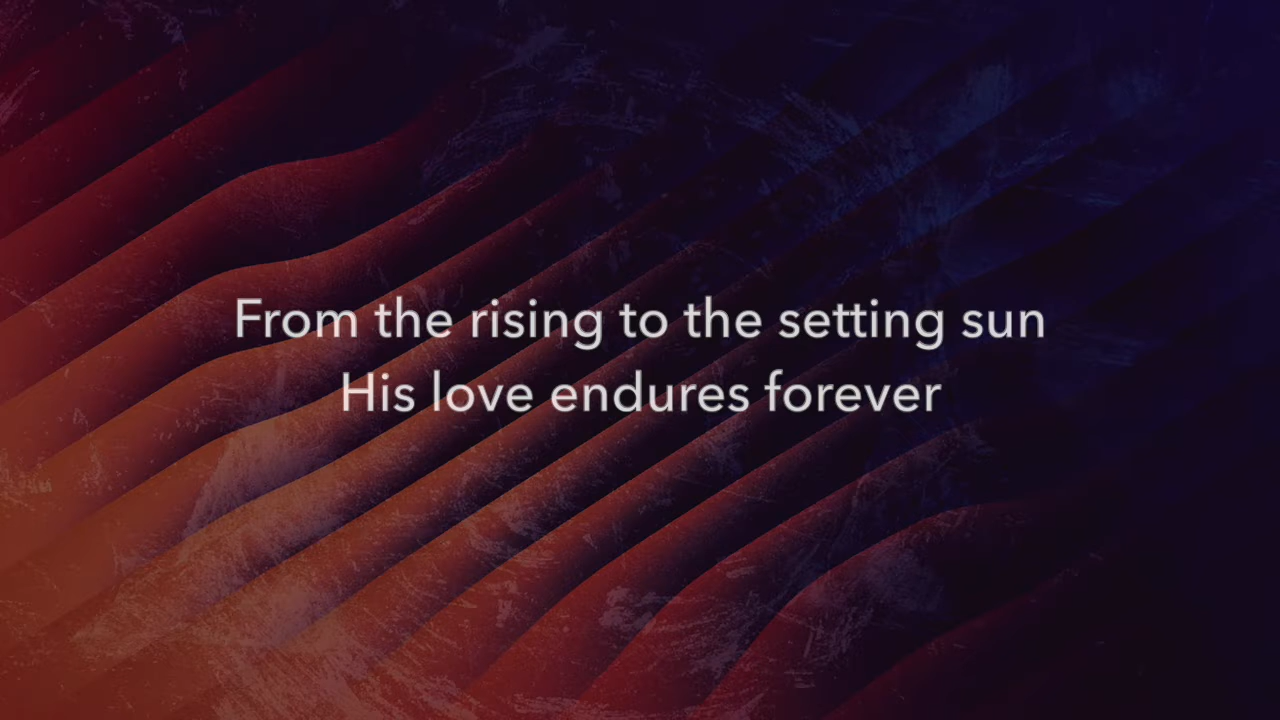 From the rising to the setting sun
His love endures forever